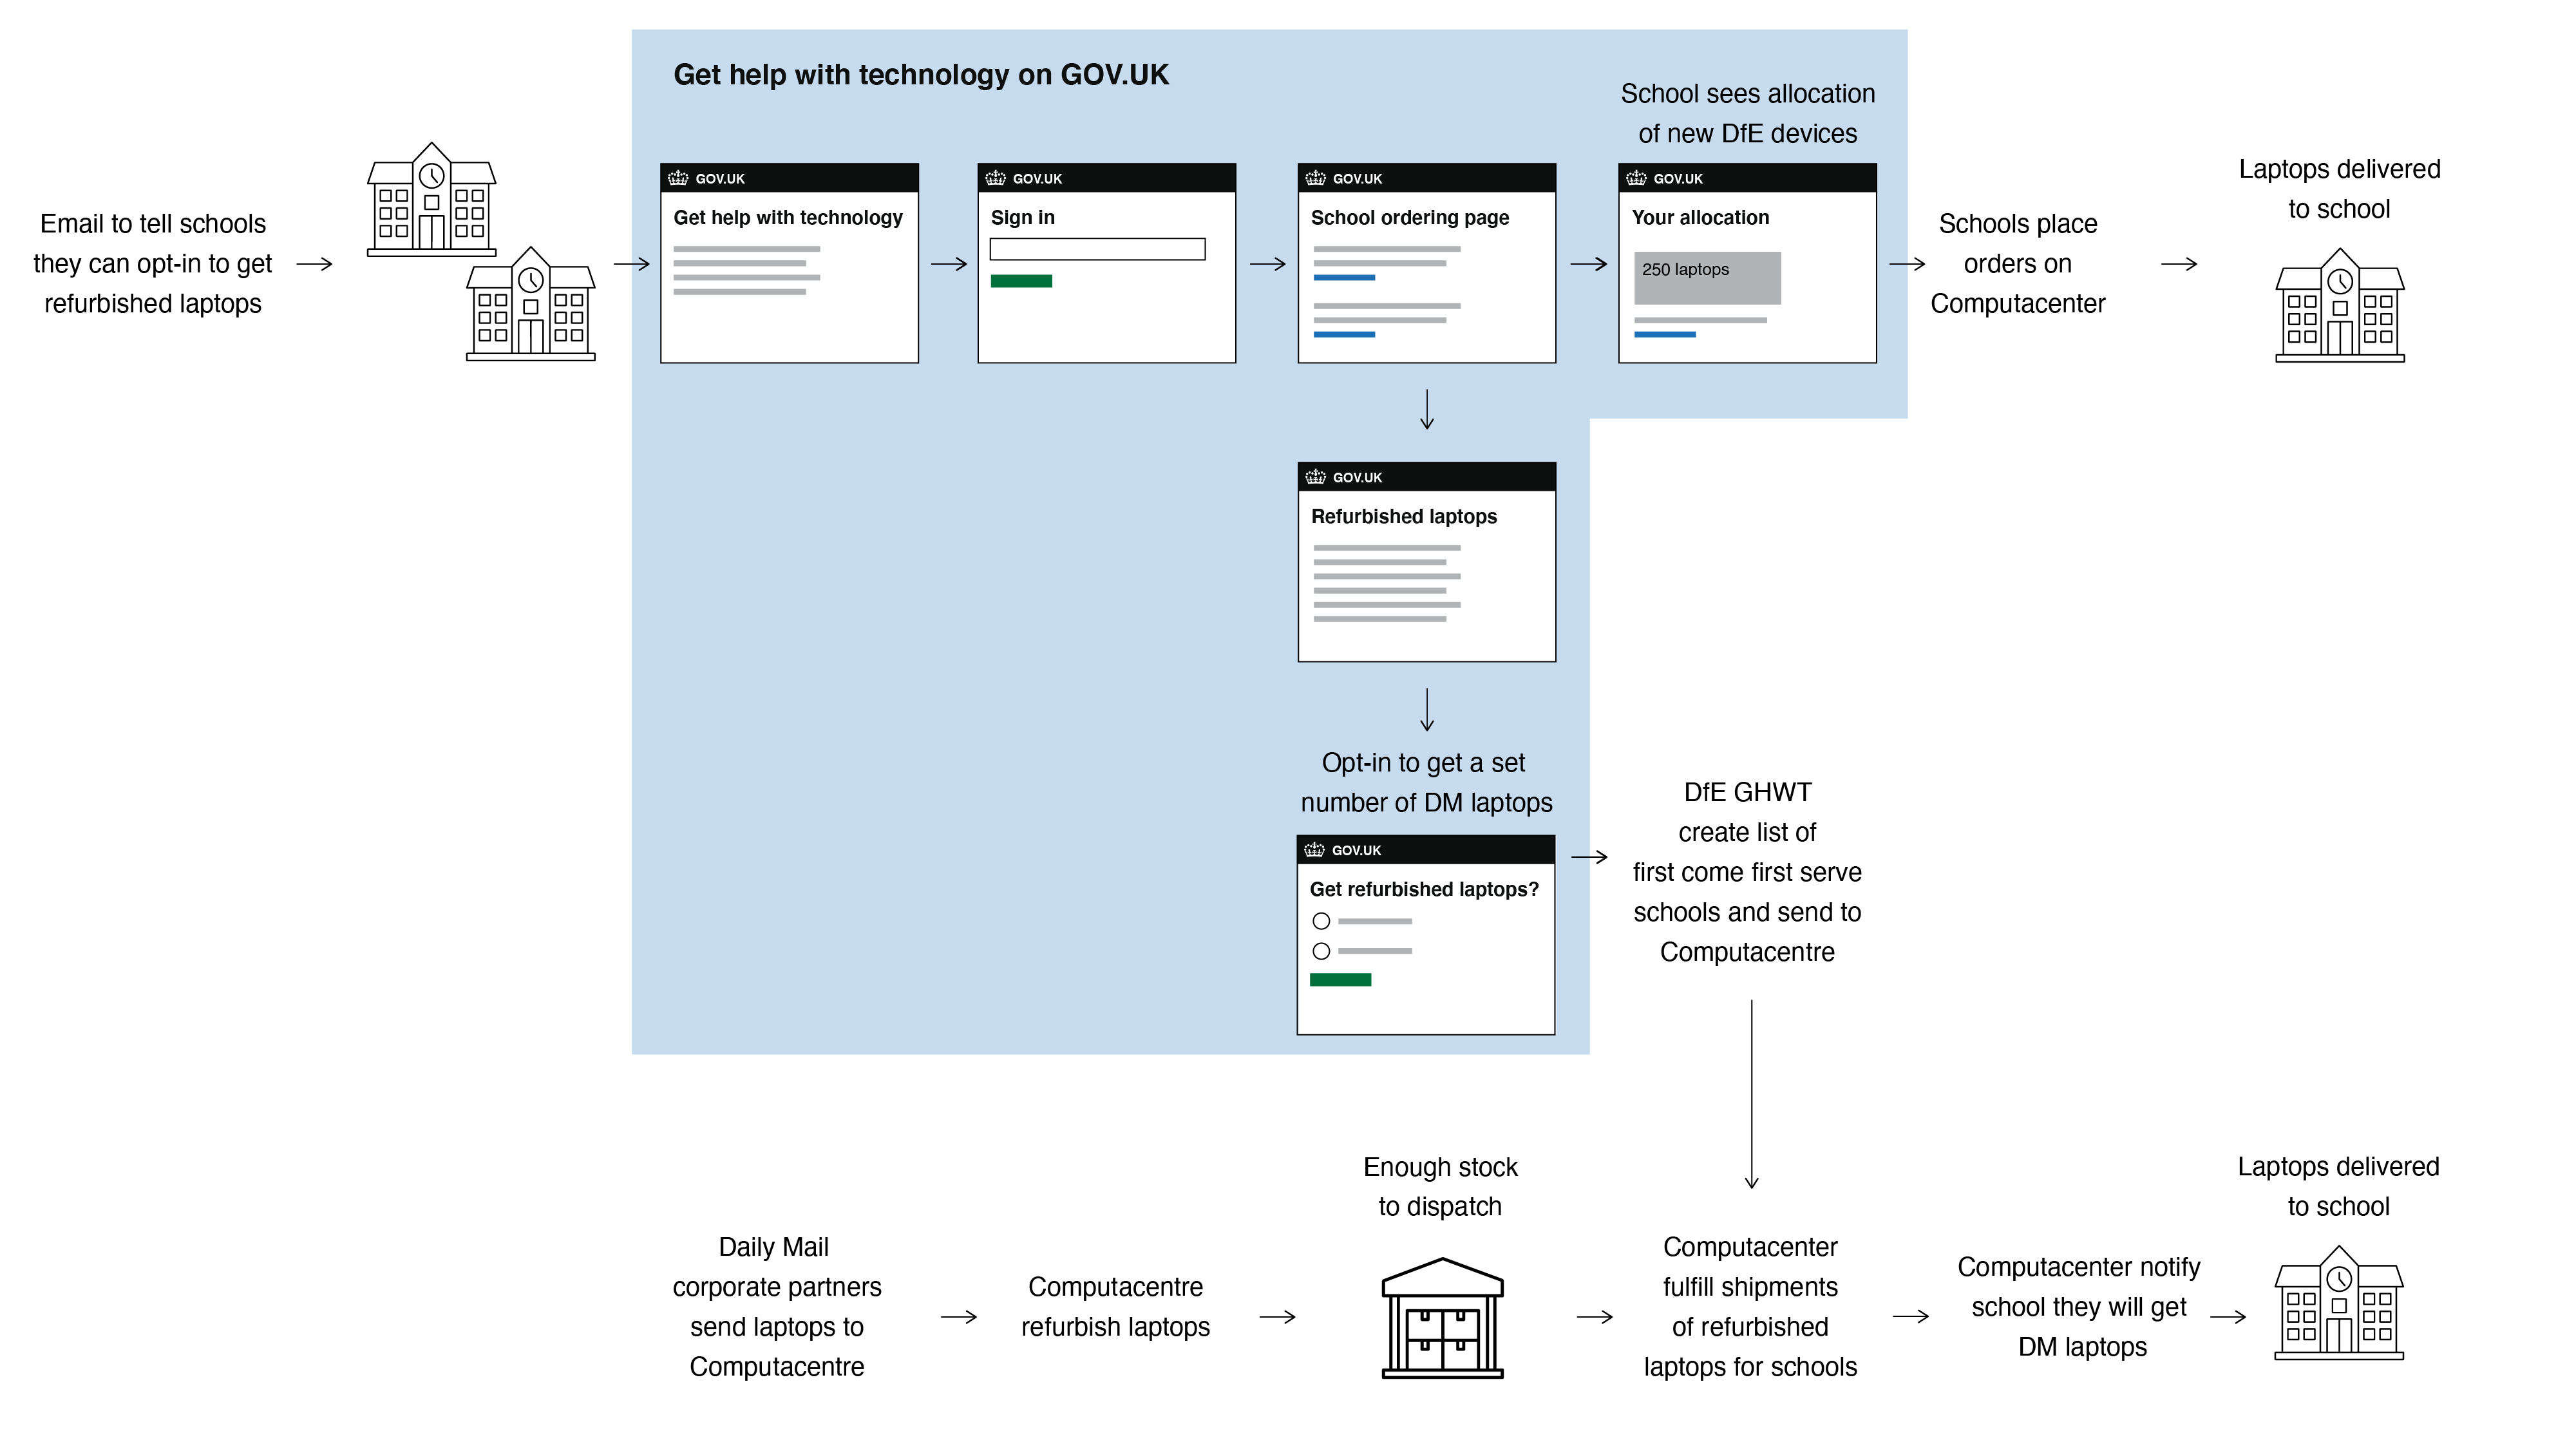 Get help with technology on GOV.UK
Email to tell schools
they can opt-in to get
refurbished laptops
GOV.UK
Get help with technology
GOV.UK
Sign in
GOV.UK
School ordering page
School sees allocation
of new DfE devices
GOV.UK
Your allocation
250 laptops
Schools place
orders on
Computacenter
Laptops delivered
to school
GOV.UK
Refurbished laptops
Opt-in to get a set
number of DM laptops
GOV.UK
Get refurbished laptops?
DfE GHWT
create list of
first come first serve
schools and send to
Computacentre
Daily Mail
corporate partners
send laptops to
Computacentre
Computacentre
refurbish laptops
Enough stock
to dispatch
Computacenter
fulfill shipments
of refurbished
laptops for schools
Computacenter notify
school they will get
DM laptops
Laptops delivered
to school